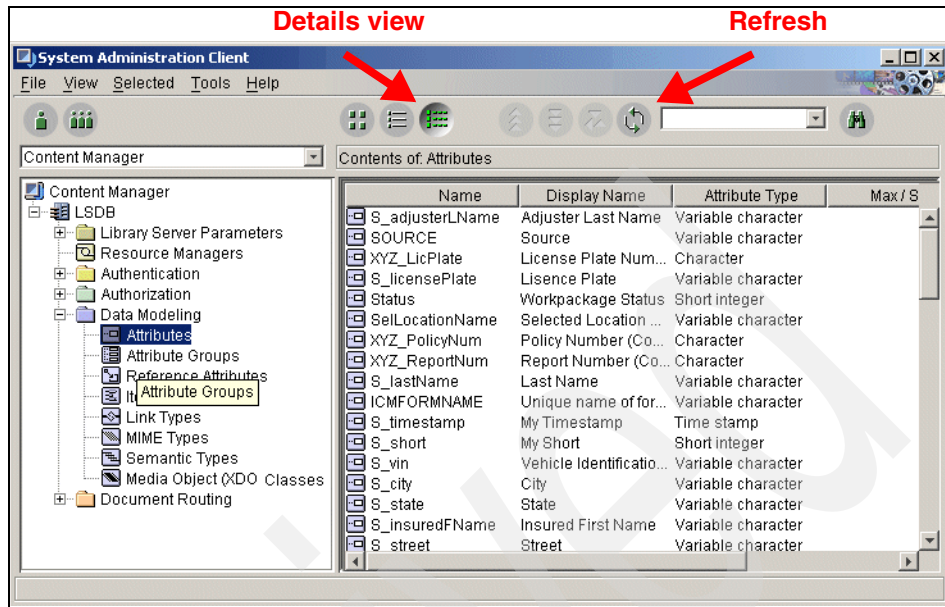 Details view Refresh
System Administration Client
File View Selected Tools Help
Content Manager Contents of: Attributes
Content Manager
LSDB
Library Server Parameters
Resource Managers
Authentication
Authorization
Data Modeling
Attributes
Attribute Groups
Reference Attributes
Attribute Groups
Link Types
MIME Types
Semantic Types
Media Object (XDO Classes
Document Routing
Name Display Name Attribute Type Max / S
S_adjusterLName Adjuster Last Name Variable character
SOURCE Source Variable character
XYZ_LicPlate License Plate Num... Character
S_licensePlate Lisence Plate Variable character
Status Workpackage Status Short integer
SelLocationName Selected Location ... Variable character
XYZ_PolicyNum Policy Number (Co... Character
XYZ_ReportNum Report Number (Co... Character
S_lastName Last Name Variable character
ICMFORMNAME Unique name of for... Variable character
S_timestamp My Timestamp Time stamp
S_short My Short Short integer
S_vin Vehicle Identificatio... Variable character
S_city City Variable character
S_state State Variable character
S_insuredFName Insured First Name Variable character
S_street Street Variable character